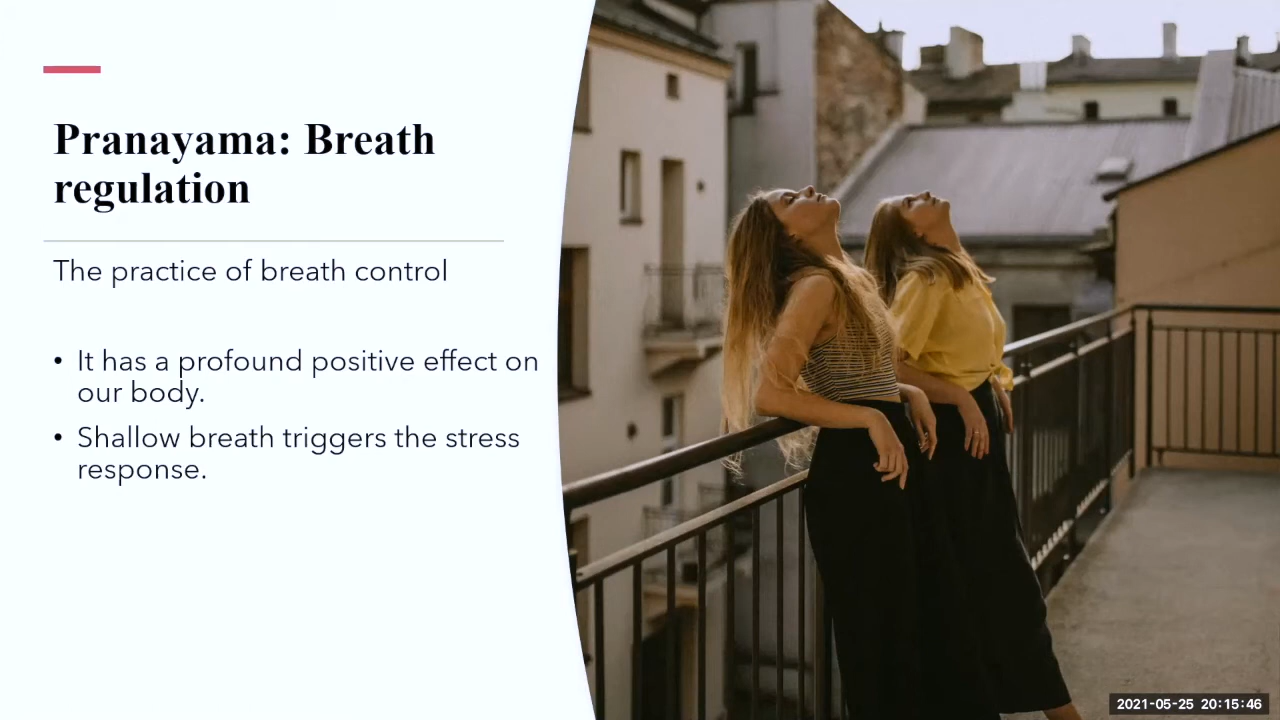 Pranayama: Breath
regulation
The practice of breath control
• It has a profound positive effect on
our body.
• Shallow breath triggers the stress
response.
2021-05-25 20:15:46